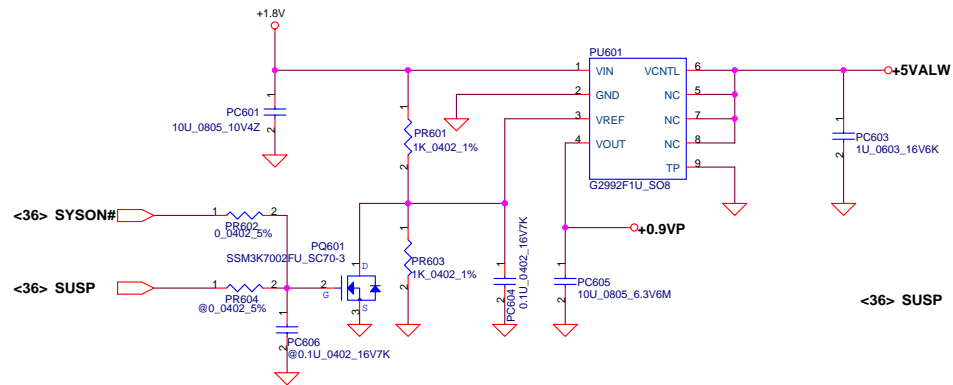 +1.8V
PU601
1 VIN VCNTL 6
2 GND NC 5
3 VREF NC 7
4 VOUT NC 8
TP 9
G2992F1U_SO8
+5VALW
1
PC601
2
10U_0805_10V4Z
1
PR601
1K_0402_1%
2
1
PC603
1U_0603_16V6K
2
<36> SYSON#
1 2
PR602
0_0402_5%
PQ601
SSM3K7002FU_SC70-3
1 D
2 G
3 S
<36> SUSP
1 2
PR604
@0_0402_5%
1
PC606
2
@0.1U_0402_16V7K
1
PR603
1K_0402_1%
2
1
PC604
0.1U_0402_16V7K
2
+0.9VP
1
PC605
10U_0805_6.3V6M
2
<36> SUSP